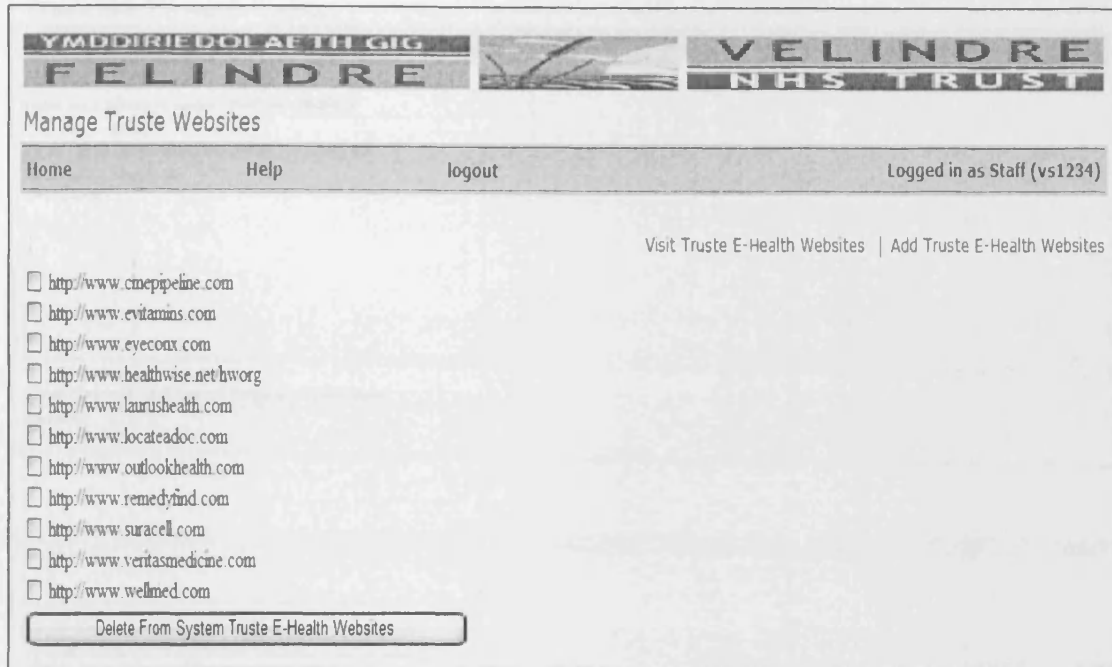 YMDDIRIEDOLAETH GIG
FELINDRE
VELINDRE
NHS TRUST
Manage Truste Websites
Home Help logout Logged in as Staff (vs1234)
Visit Truste E-Health Websites | Add Truste E-Health Websites
http://www.cmepipeline.com
http://www.evitamins.com
http://www.eyeconx.com
http://www.healthwise.net/hworg
http://www.laurushealth.com
http://www.locateadoc.com
http://www.outlookhealth.com
http://www.remedyfind.com
http://www.suracell.com
http://www.veritasmedicine.com
http://www.wellmed.com
Delete From System Truste E-Health Websites